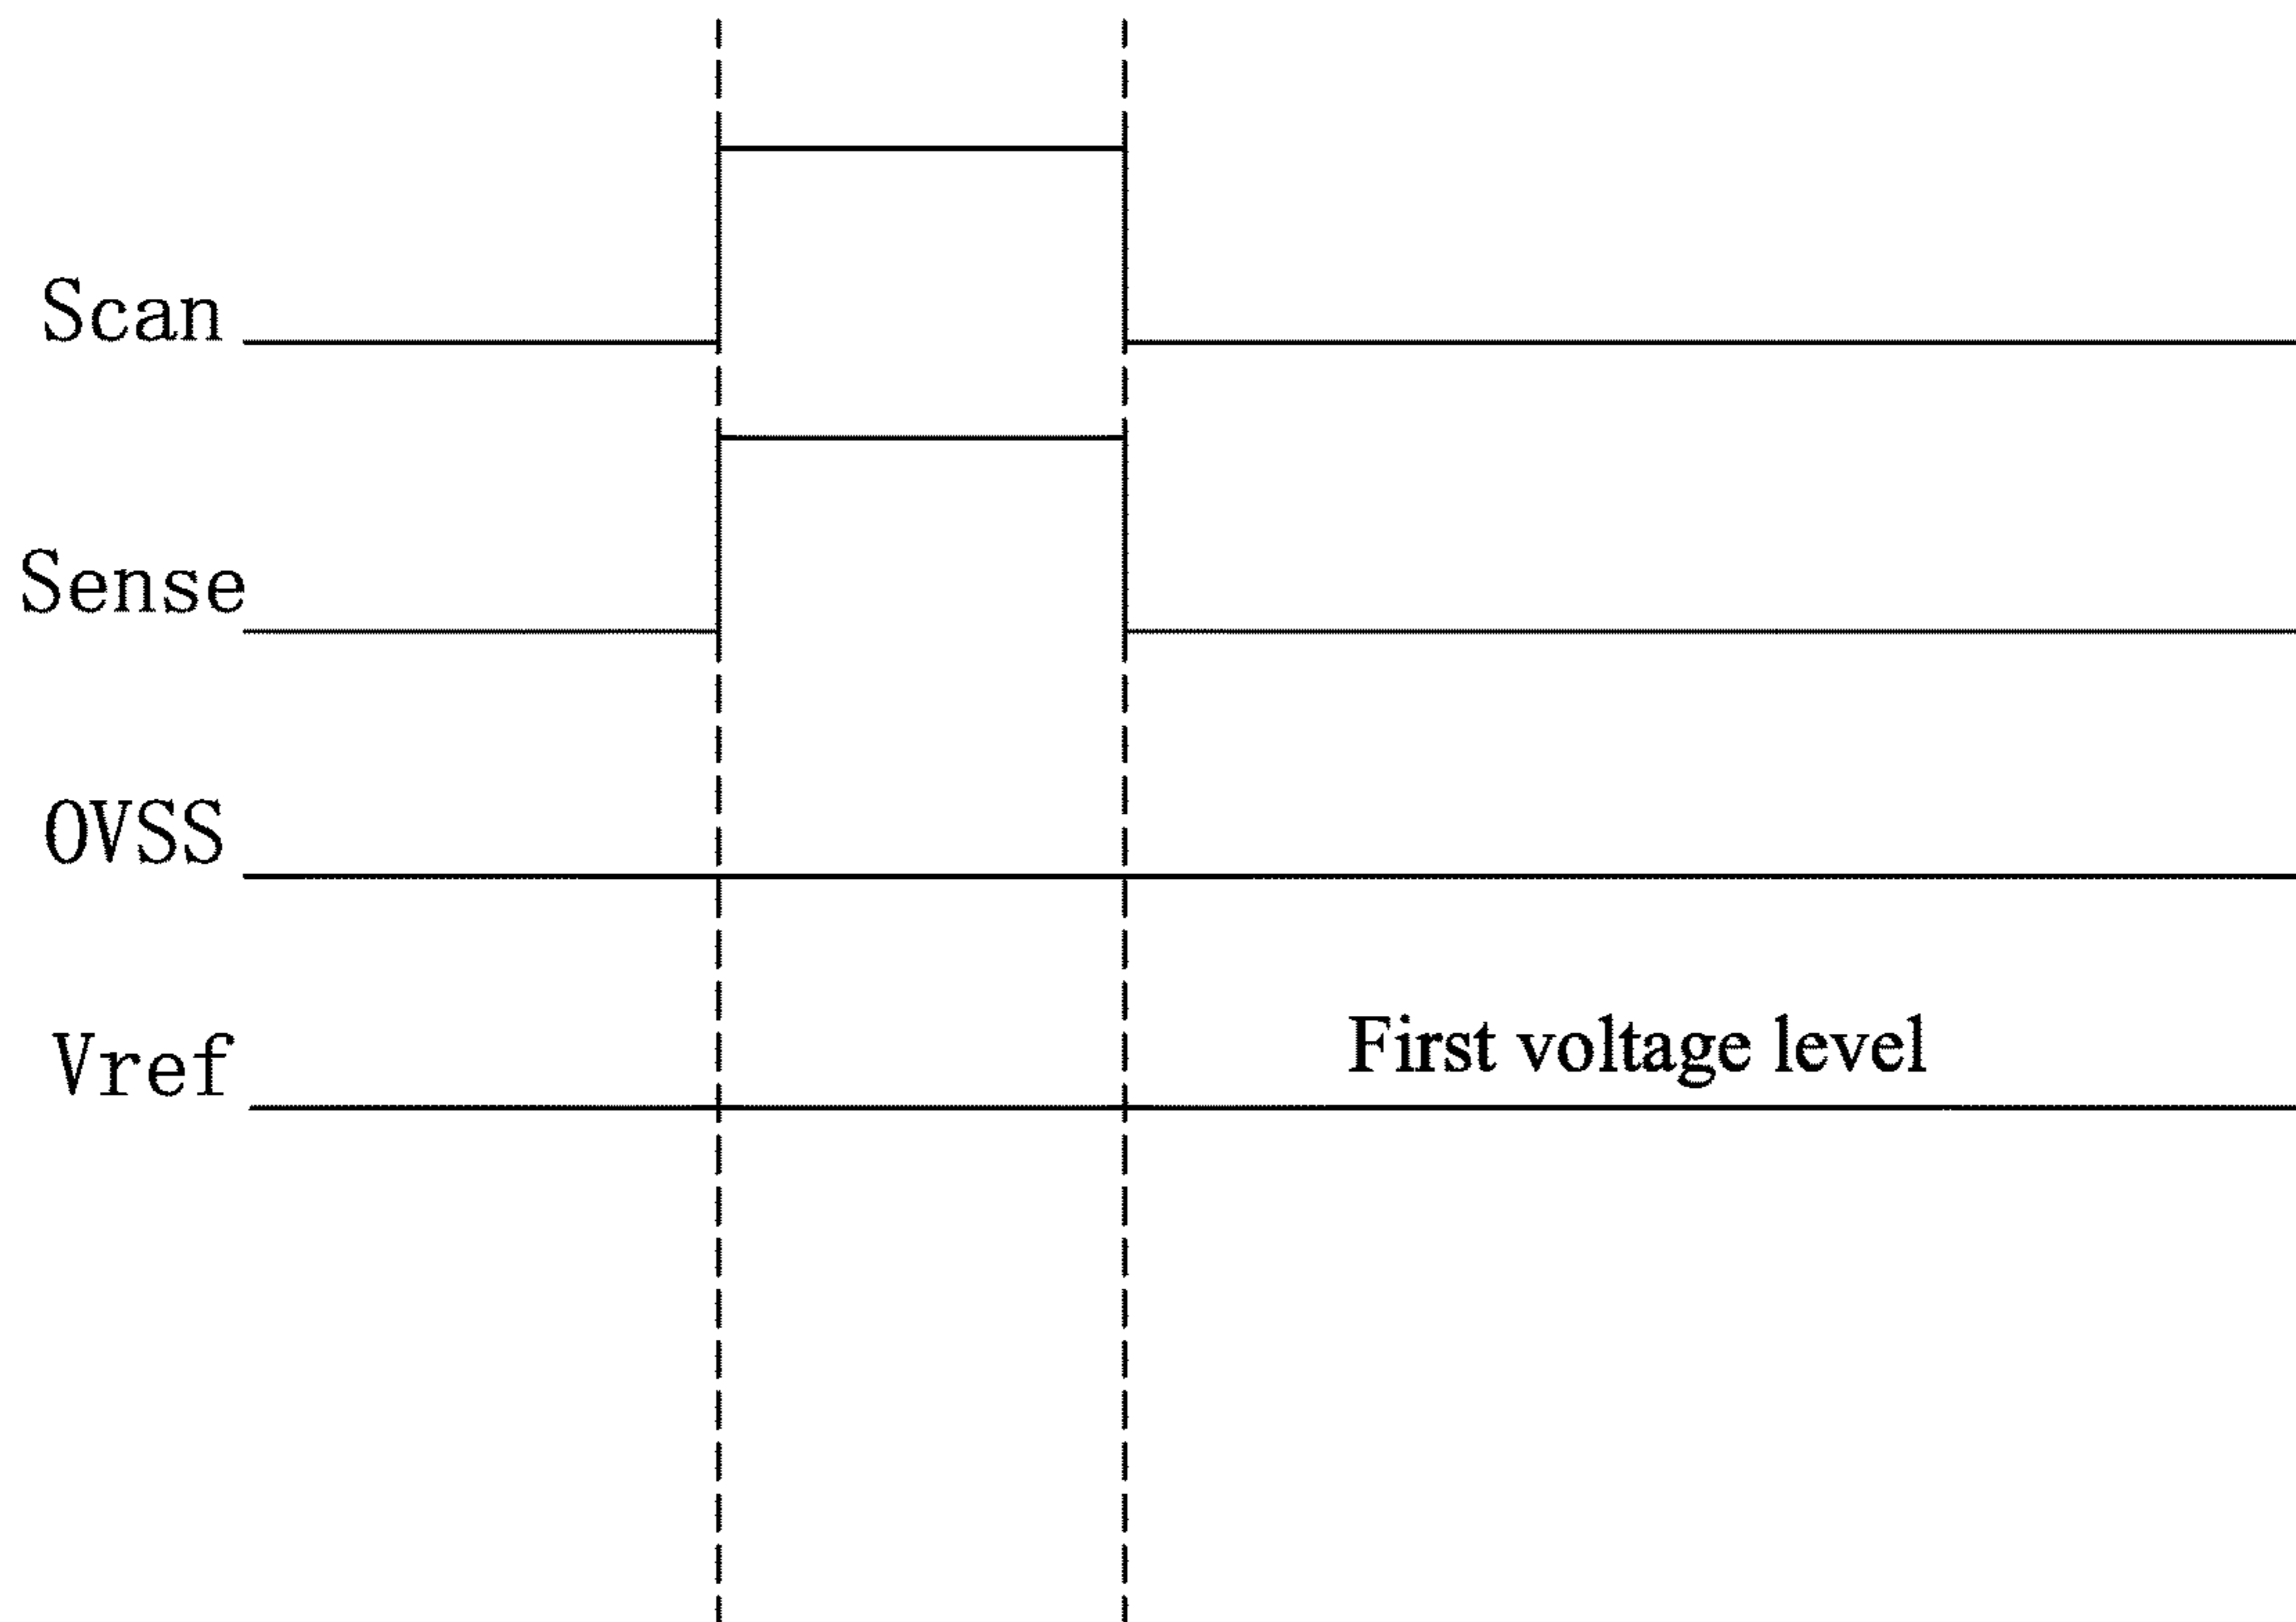 Scan
Sense
OVSS
Vref
First voltage level